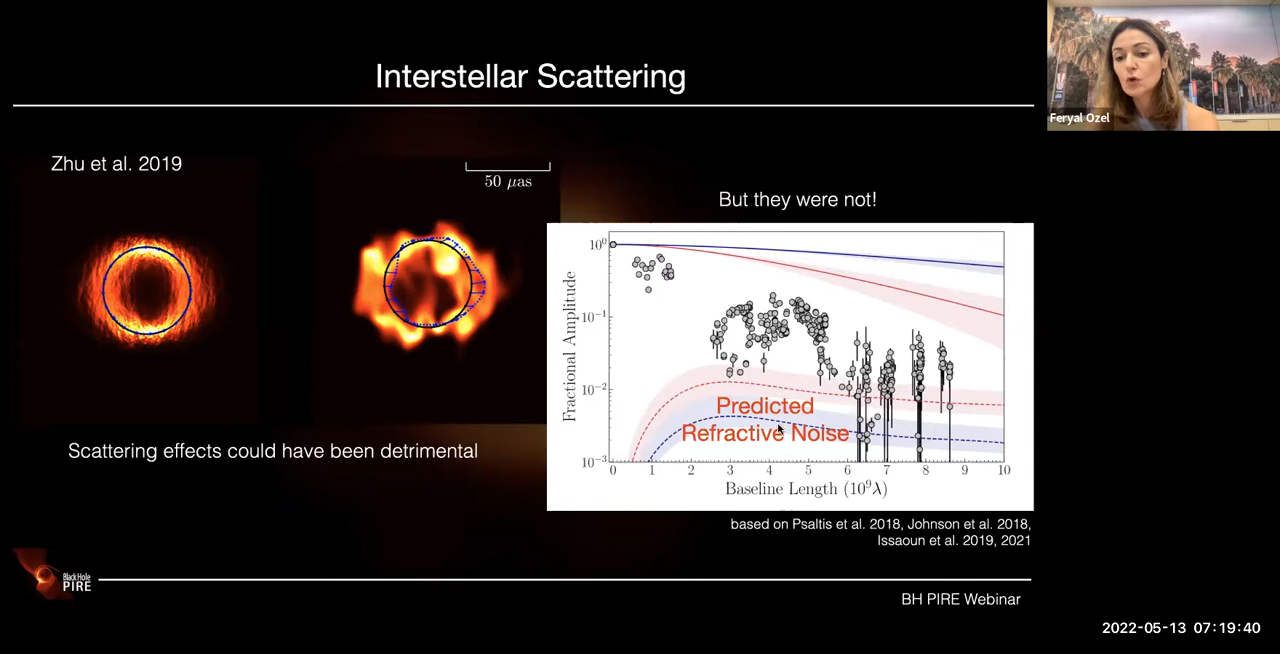 Interstellar Scattering
Feryal Ozel
Zhu et al. 2019
50 μas
But they were not!
Fractional Amplitude
10⁰
10⁻¹
10⁻²
10⁻³
Predicted
Refractive Noise
0 1 2 3 4 5 6 7 8 9 10
Baseline Length (10⁹λ)
Scattering effects could have been detrimental
based on Psaltis et al. 2018, Johnson et al. 2018,
Issaoun et al. 2019, 2021
Black Hole
PIRE
BH PIRE Webinar
2022-05-13 07:19:40